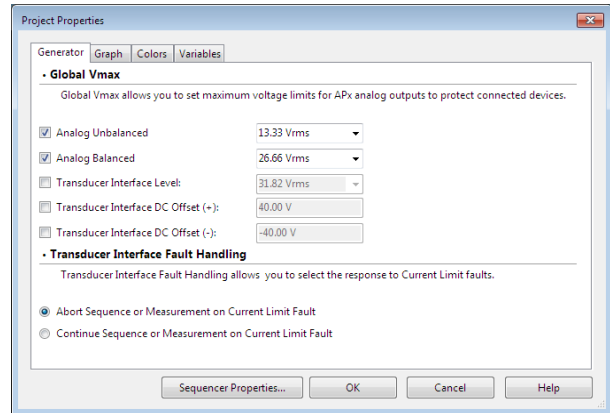 Project Properties
Generator Graph Colors Variables
• Global Vmax
Global Vmax allows you to set maximum voltage limits for APx analog outputs to protect connected devices.
Analog Unbalanced 13.33 Vrms
Analog Balanced 26.66 Vrms
Transducer Interface Level: 31.82 Vrms
Transducer Interface DC Offset (+): 40.00 V
Transducer Interface DC Offset (-): -40.00 V
• Transducer Interface Fault Handling
Transducer Interface Fault Handling allows you to select the response to Current Limit faults.
Abort Sequence or Measurement on Current Limit Fault
Continue Sequence or Measurement on Current Limit Fault
Sequencer Properties... OK Cancel Help